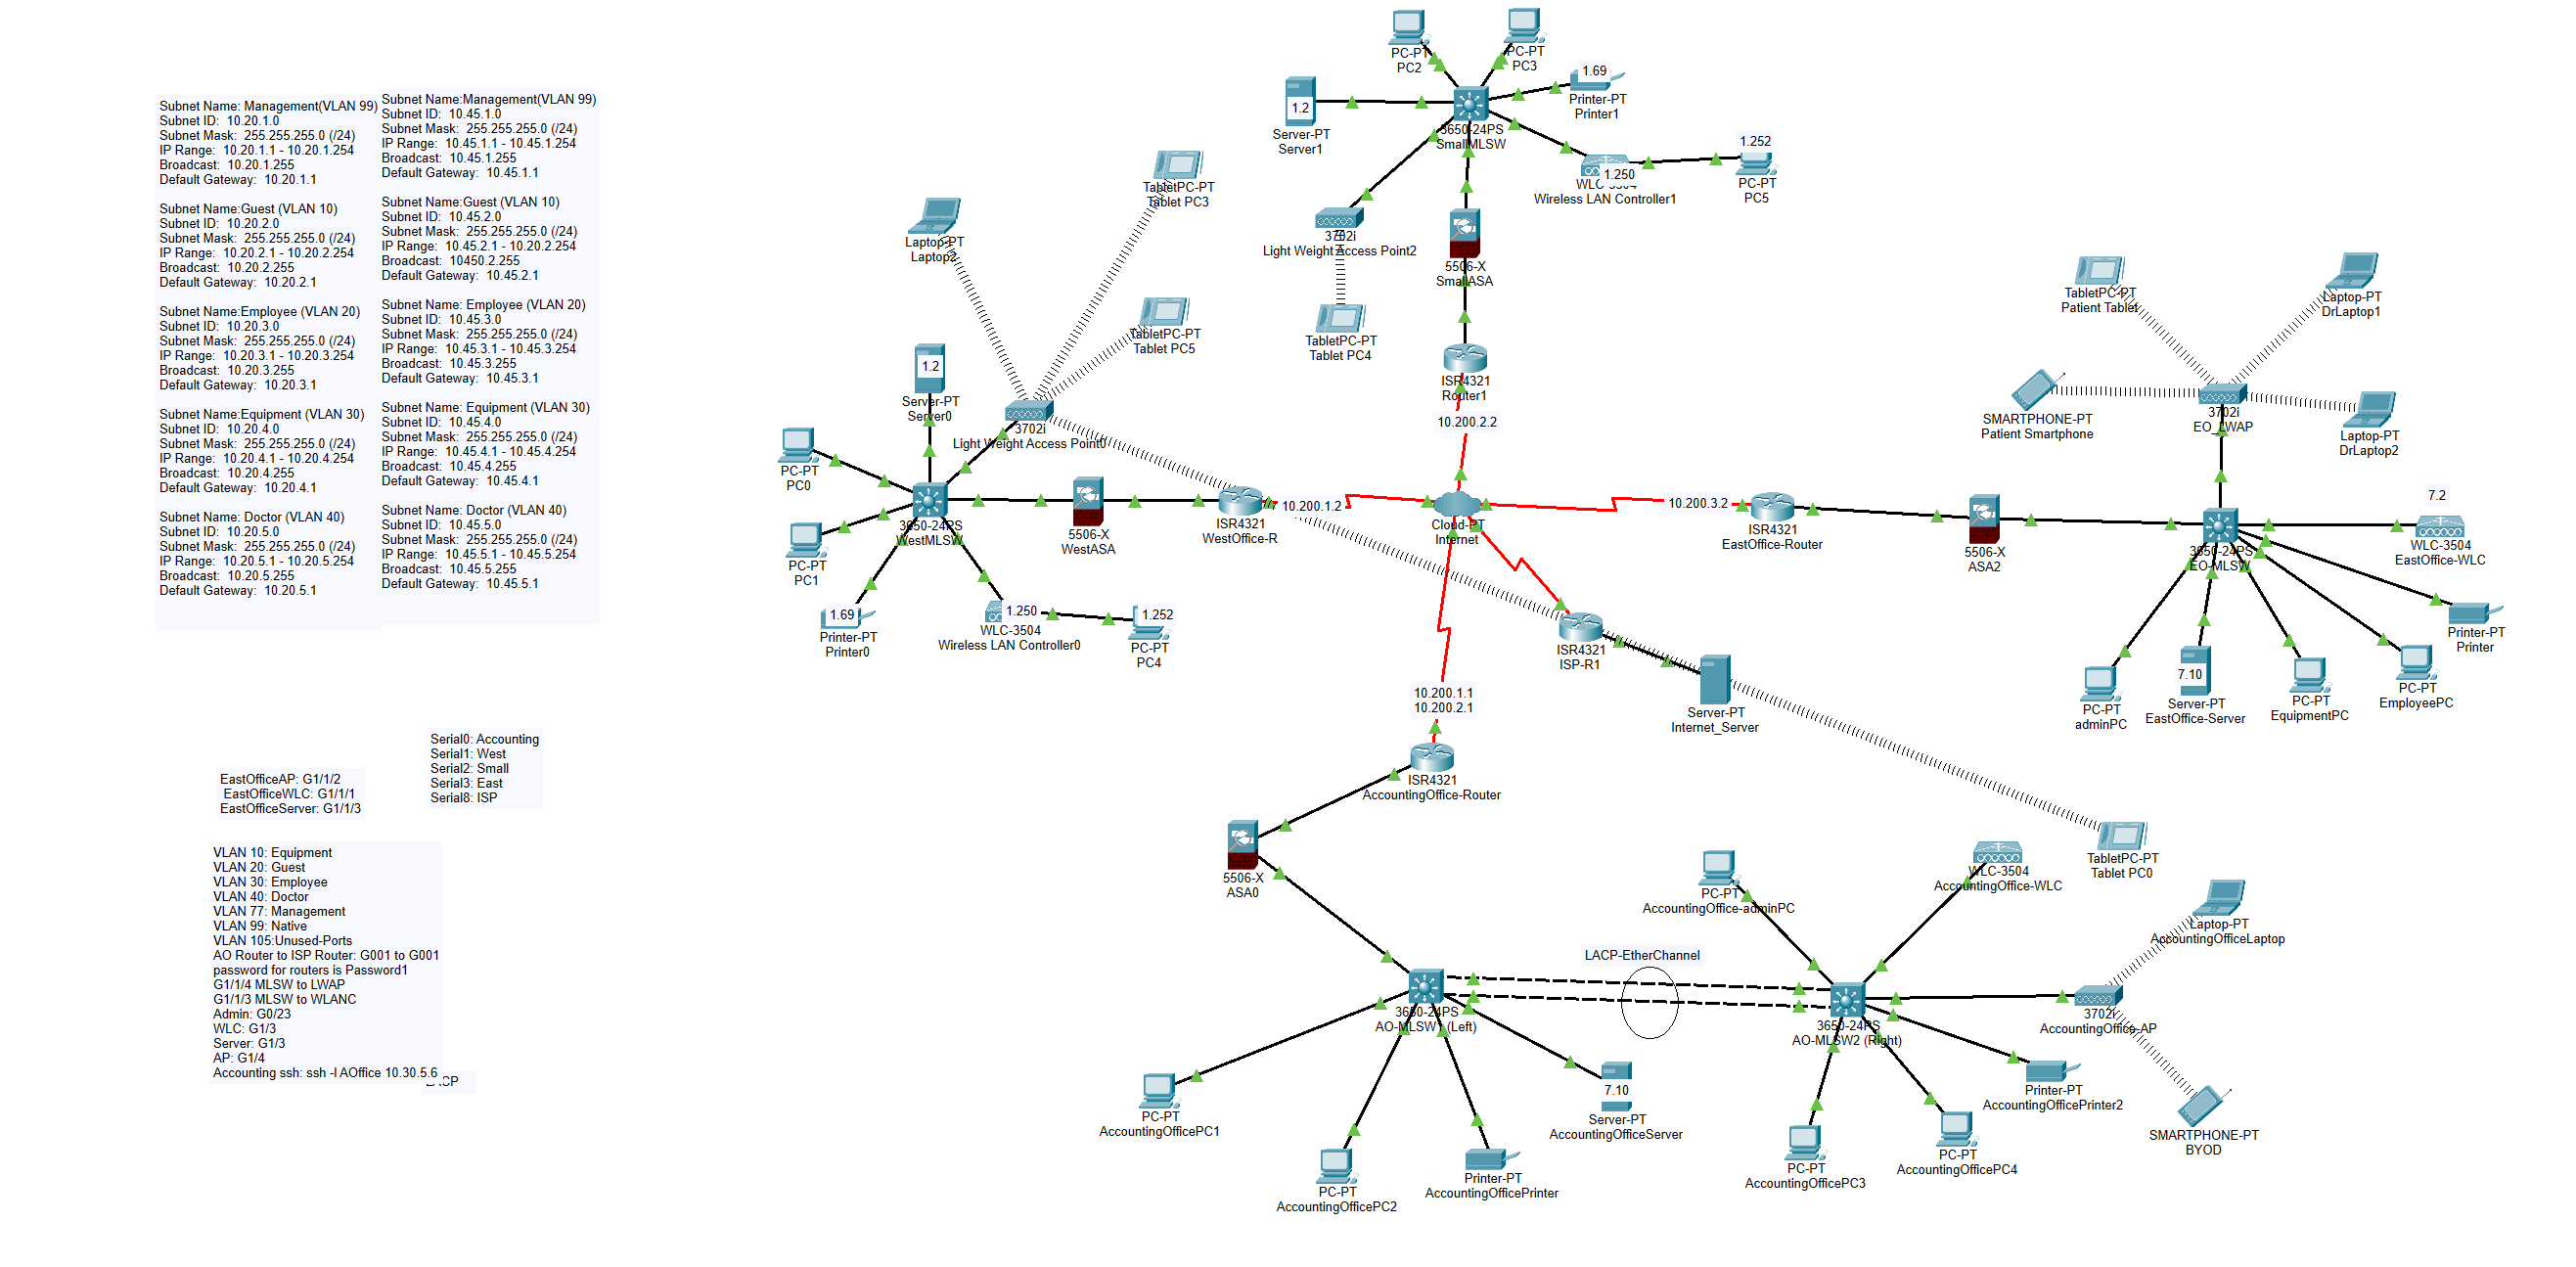 Subnet Name: Management(VLAN 99)
Subnet ID:  10.20.1.0
Subnet Mask:  255.255.255.0 (/24)
IP Range:  10.20.1.1 - 10.20.1.254
Broadcast:  10.20.1.255
Default Gateway:  10.20.1.1
Subnet Name:Guest (VLAN 10)
Subnet ID:  10.20.2.0
Subnet Mask:  255.255.255.0 (/24)
IP Range:  10.20.2.1 - 10.20.2.254
Broadcast:  10.20.2.255
Default Gateway:  10.20.2.1
Subnet Name:Employee (VLAN 20)
Subnet ID:  10.20.3.0
Subnet Mask:  255.255.255.0 (/24)
IP Range:  10.20.3.1 - 10.20.3.254
Broadcast:  10.20.3.255
Default Gateway:  10.20.3.1
Subnet Name:Equipment (VLAN 30)
Subnet ID:  10.20.4.0
Subnet Mask:  255.255.255.0 (/24)
IP Range:  10.20.4.1 - 10.20.4.254
Broadcast:  10.20.4.255
Default Gateway:  10.20.4.1
Subnet Name: Doctor (VLAN 40)
Subnet ID:  10.20.5.0
Subnet Mask:  255.255.255.0 (/24)
IP Range:  10.20.5.1 - 10.20.5.254
Broadcast:  10.20.5.255
Default Gateway:  10.20.5.1
Subnet Name:Management(VLAN 99)
Subnet ID:  10.45.1.0
Subnet Mask:  255.255.255.0 (/24)
IP Range:  10.45.1.1 - 10.45.1.254
Broadcast:  10.45.1.255
Default Gateway:  10.45.1.1
Subnet Name:Guest (VLAN 10)
Subnet ID:  10.45.2.0
Subnet Mask:  255.255.255.0 (/24)
IP Range:  10.45.2.1 - 10.20.2.254
Broadcast:  10450.2.255
Default Gateway:  10.45.2.1
Subnet Name: Employee (VLAN 20)
Subnet ID:  10.45.3.0
Subnet Mask:  255.255.255.0 (/24)
IP Range:  10.45.3.1 - 10.45.3.254
Broadcast:  10.45.3.255
Default Gateway:  10.45.3.1
Subnet Name: Equipment (VLAN 30)
Subnet ID:  10.45.4.0
Subnet Mask:  255.255.255.0 (/24)
IP Range:  10.45.4.1 - 10.45.4.254
Broadcast:  10.45.4.255
Default Gateway:  10.45.4.1
Subnet Name: Doctor (VLAN 40)
Subnet ID:  10.45.5.0
Subnet Mask:  255.255.255.0 (/24)
IP Range:  10.45.5.1 - 10.45.5.254
Broadcast:  10.45.5.255
Default Gateway:  10.45.5.1
Serial0: Accounting
Serial1: West
Serial2: Small
Serial3: East
Serial8: ISP
EastOfficeAP: G1/1/2
EastOfficeWLC: G1/1/1
EastOfficeServer: G1/1/3
VLAN 10: Equipment
VLAN 20: Guest
VLAN 30: Employee
VLAN 40: Doctor
VLAN 77: Management
VLAN 99: Native
VLAN 105:Unused-Ports
AO Router to ISP Router: G001 to G001
password for routers is Password1
G1/1/4 MLSW to LWAP
G1/1/3 MLSW to WLANC
Admin: G0/23
WLC: G1/3
Server: G1/3
AP: G1/4
Accounting ssh: ssh -l AOffice 10.30.5.6
LACP
PC-PT
PC2
PC-PT
PC3
1.69
Printer-PT
Printer1
1.2
Server-PT
Server1
3650-24PS
SmallMLSW
1.252
PC-PT
PC5
1.250
WLC-3504
Wireless LAN Controller1
3702i
Light Weight Access Point2
5506-X
SmallASA
TabletPC-PT
Tablet PC4
ISR4321
Router1
10.200.2.2
TabletPC-PT
Tablet PC3
Laptop-PT
Laptop2
TabletPC-PT
Tablet PC5
1.2
Server-PT
Server0
3702i
Light Weight Access Point0
PC-PT
PC0
PC-PT
PC1
3650-24PS
WestMLSW
5506-X
WestASA
ISR4321
WestOffice-R
10.200.1.2
1.69
Printer-PT
Printer0
1.250
WLC-3504
Wireless LAN Controller0
1.252
PC-PT
PC4
Cloud-PT
Internet
10.200.3.2
ISR4321
EastOffice-Router
5506-X
ASA2
TabletPC-PT
Patient Tablet
Laptop-PT
DrLaptop1
SMARTPHONE-PT
Patient Smartphone
3702i
EO_LWAP
Laptop-PT
DrLaptop2
7.2
WLC-3504
EastOffice-WLC
3650-24PS
EO-MLSW
Printer-PT
Printer
PC-PT
adminPC
7.10
Server-PT
EastOffice-Server
PC-PT
EquipmentPC
PC-PT
EmployeePC
ISR4321
ISP-R1
Server-PT
Internet_Server
10.200.1.1
10.200.2.1
ISR4321
AccountingOffice-Router
5506-X
ASA0
TabletPC-PT
Tablet PC0
PC-PT
AccountingOffice-adminPC
WLC-3504
AccountingOffice-WLC
Laptop-PT
AccountingOfficeLaptop
LACP-EtherChannel
3650-24PS
AO-MLSW1 (Left)
3650-24PS
AO-MLSW2 (Right)
3702i
AccountingOffice-AP
PC-PT
AccountingOfficePC1
7.10
Server-PT
AccountingOfficeServer
Printer-PT
AccountingOfficePrinter2
PC-PT
AccountingOfficePC2
Printer-PT
AccountingOfficePrinter
PC-PT
AccountingOfficePC3
PC-PT
AccountingOfficePC4
SMARTPHONE-PT
BYOD